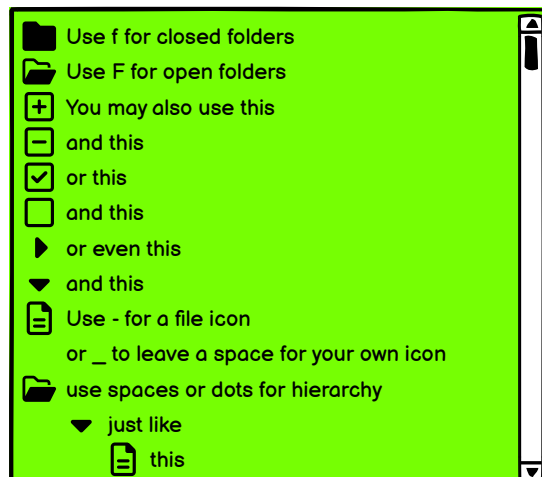 Use f for closed folders
Use F for open folders
You may also use this
and this
or this
and this
or even this
and this
Use - for a file icon
or _ to leave a space for your own icon
use spaces or dots for hierarchy
just like
this